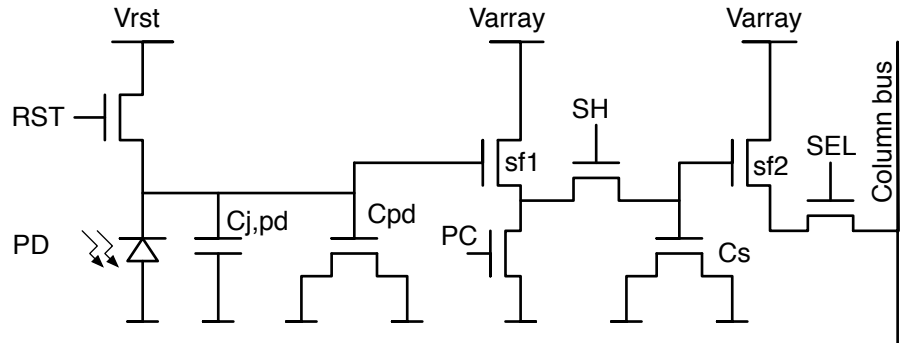 Vrst
Varray
Varray
RST
SH
sf1
sf2
SEL
Column bus
Cj,pd
Cpd
PD
PC
Cs